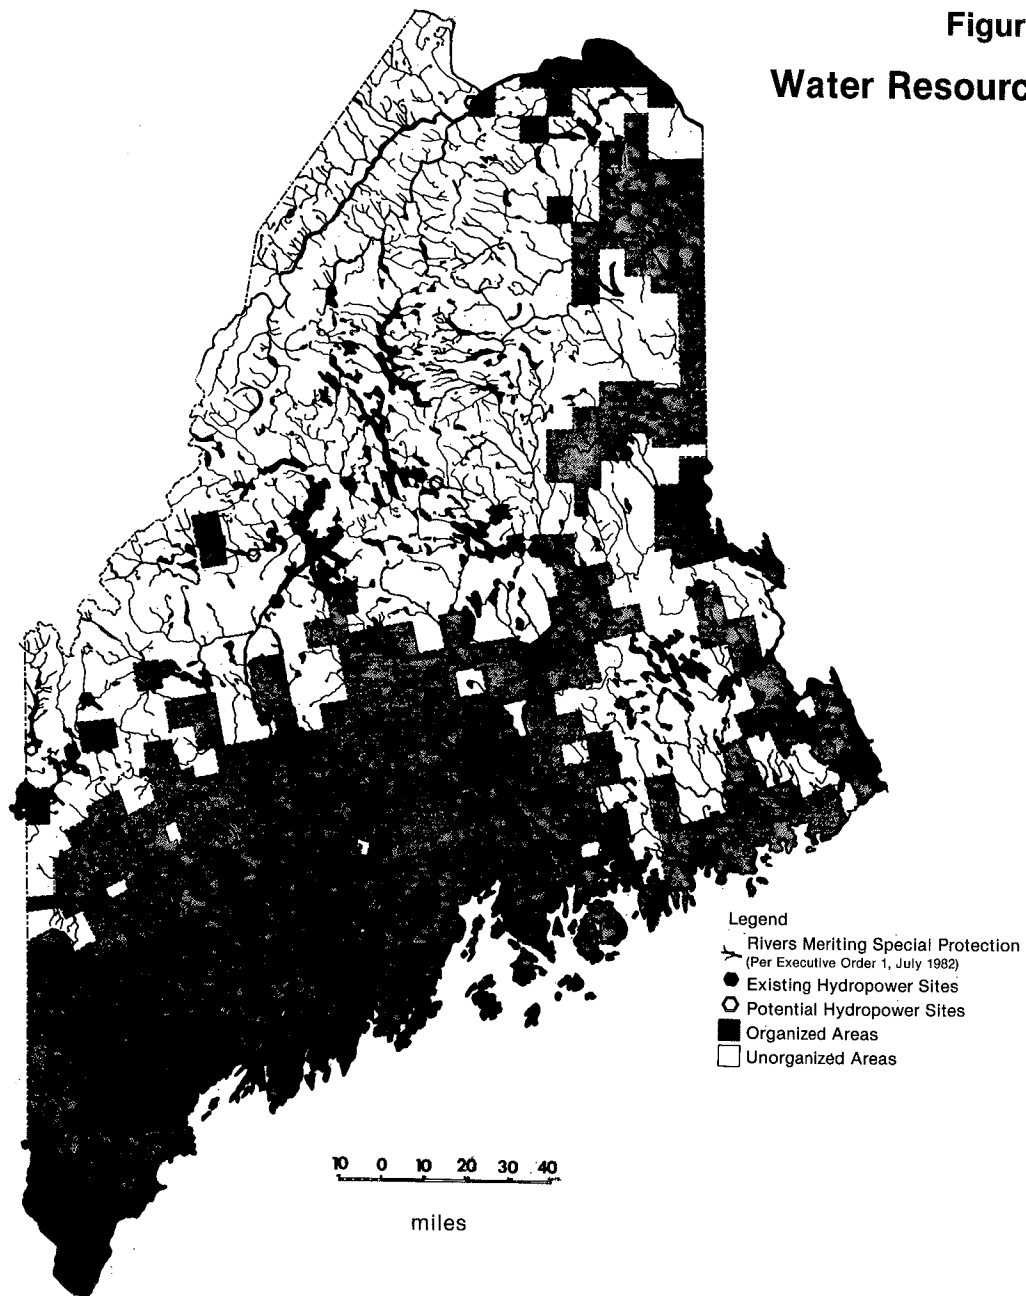 Figur
Water Resourc
Legend
Rivers Meriting Special Protection
(Per Executive Order 1, July 1982)
Existing Hydropower Sites
Potential Hydropower Sites
Organized Areas
Unorganized Areas
10 0 10 20 30 40
miles